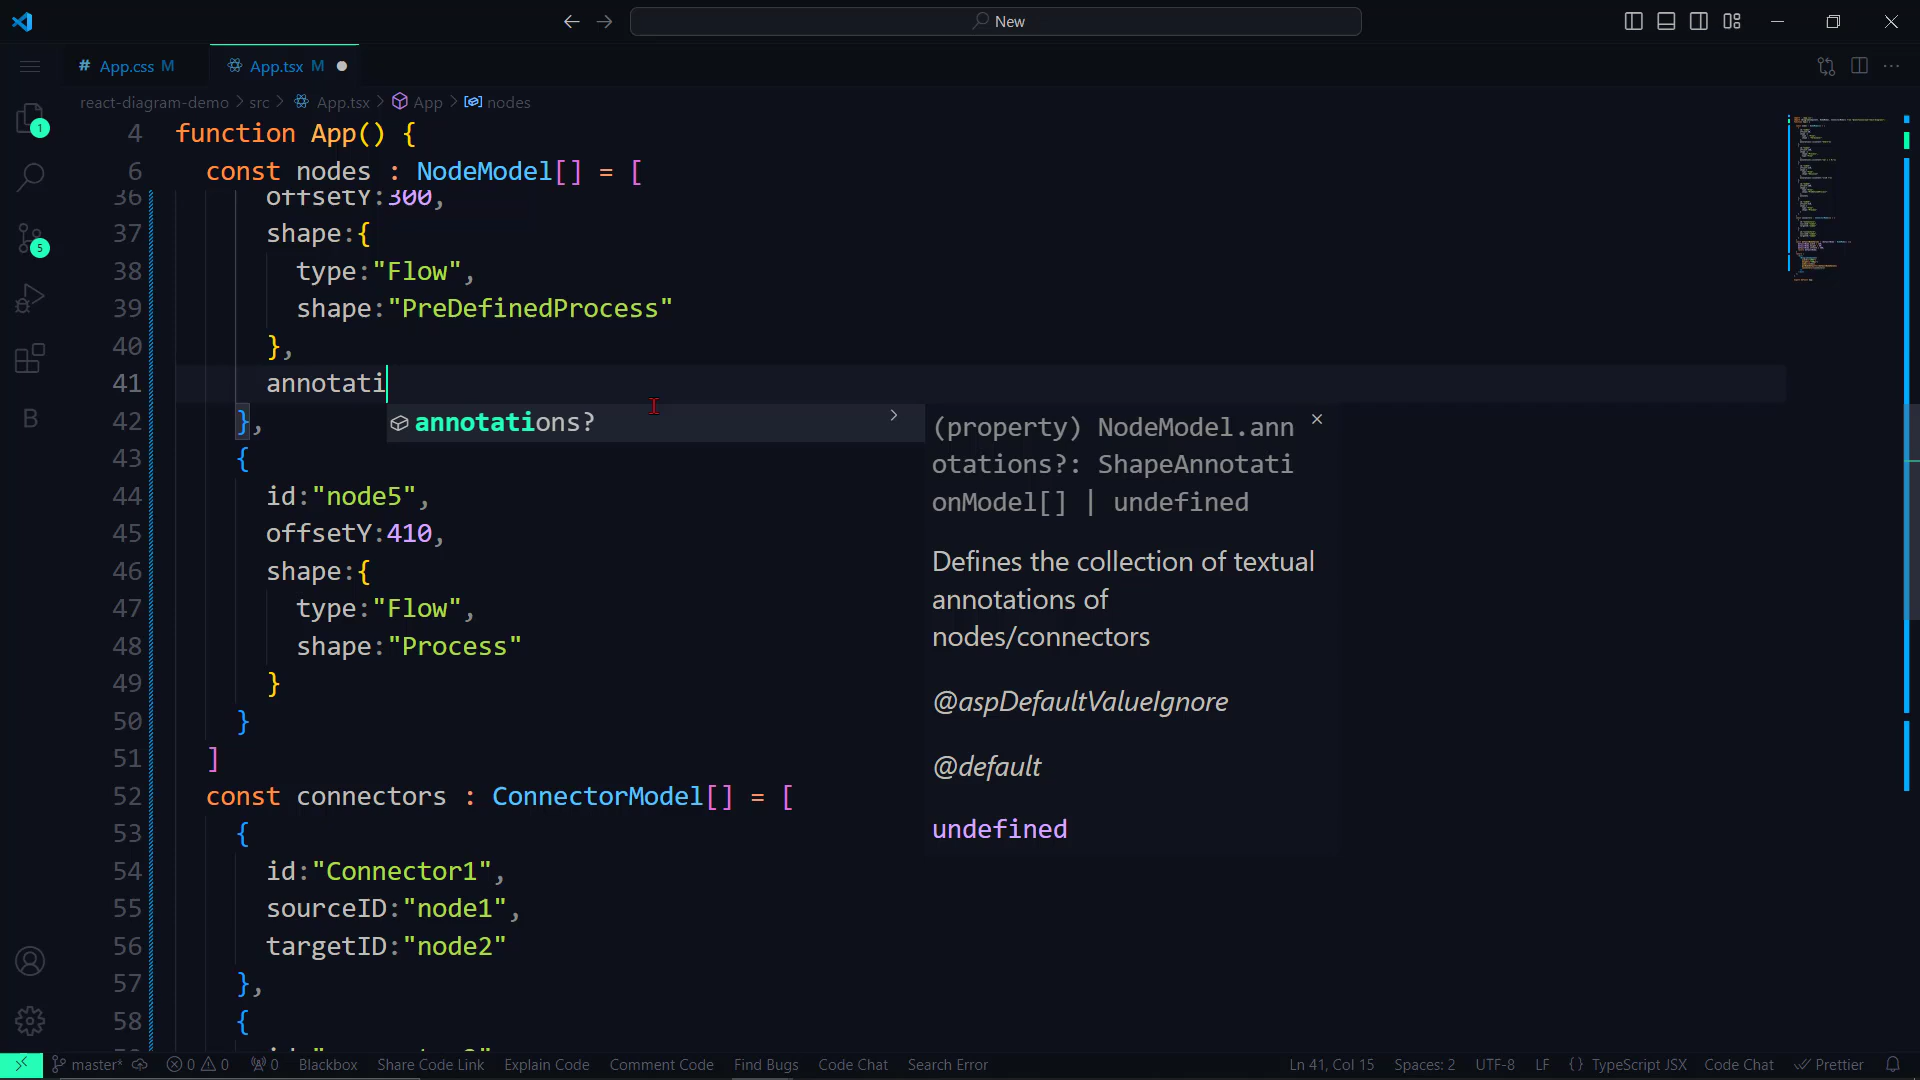 New
# App.css M
App.tsx M
react-diagram-demo > src > App.tsx > App > nodes
4 function App() {
6 const nodes : NodeModel[] = [
36 offsetY:300,
37 shape:{
38 type:"Flow",
39 shape:"PreDefinedProcess"
40 },
41 annotati
annotations?
42 },
43 {
44 id:"node5",
45 offsetY:410,
46 shape:{
47 type:"Flow",
48 shape:"Process"
49 }
50 }
51 ]
52 const connectors : ConnectorModel[] = [
53 {
54 id:"Connector1",
55 sourceID:"node1",
56 targetID:"node2"
57 },
58 {
(property) NodeModel.ann
otations?: ShapeAnnotati
onModel[] | undefined
Defines the collection of textual
annotations of
nodes/connectors
@aspDefaultValueIgnore
@default
undefined
1
5
B
master* 0 0 0 Blackbox Share Code Link Explain Code Comment Code Find Bugs Code Chat Search Error Ln 41, Col 15 Spaces: 2 UTF-8 LF {} TypeScript JSX Code Chat Prettier